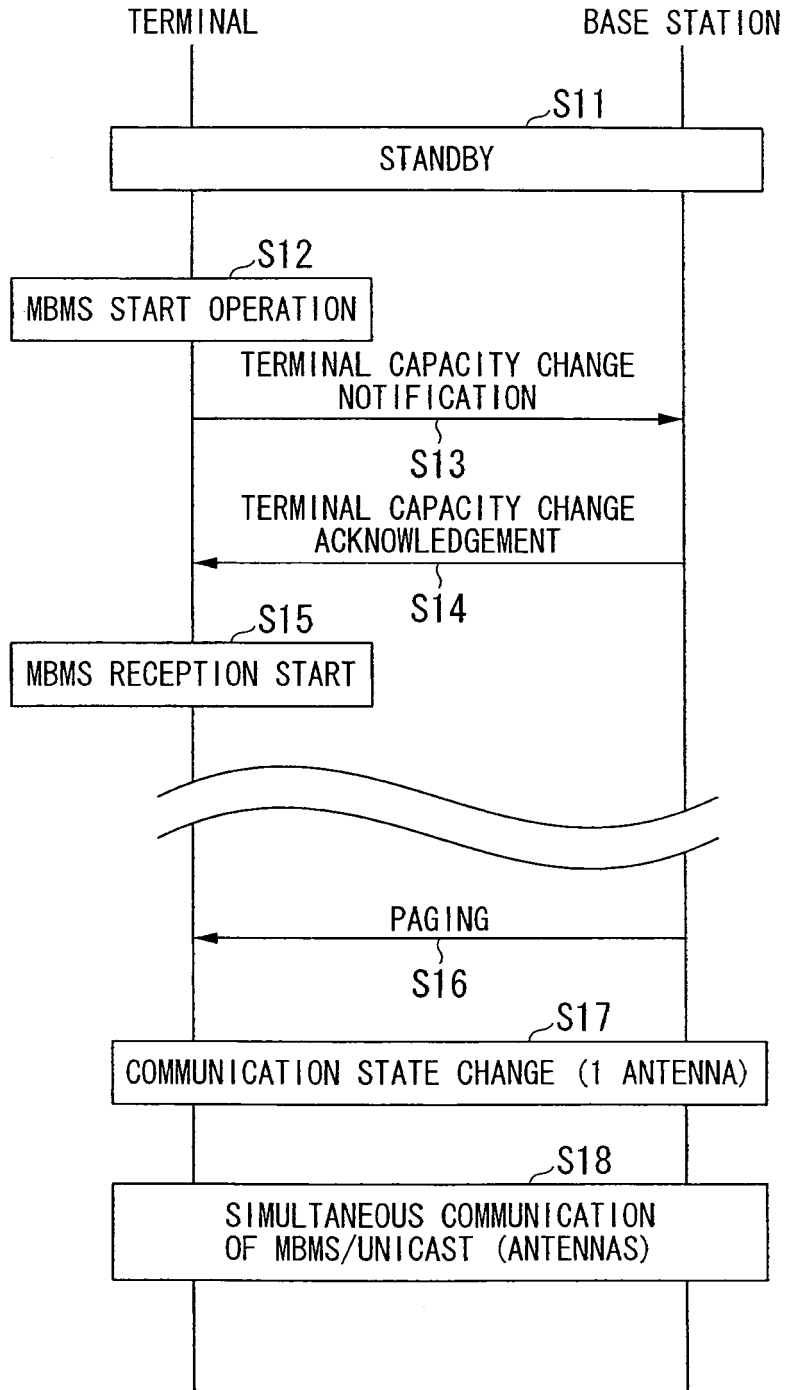 TERMINAL
BASE STATION
S11
STANDBY
S12
MBMS START OPERATION
TERMINAL CAPACITY CHANGE
NOTIFICATION
S13
TERMINAL CAPACITY CHANGE
ACKNOWLEDGEMENT
S14
S15
MBMS RECEPTION START
PAGING
S16
S17
COMMUNICATION STATE CHANGE (1 ANTENNA)
S18
SIMULTANEOUS COMMUNICATION
OF MBMS/UNICAST (ANTENNAS)